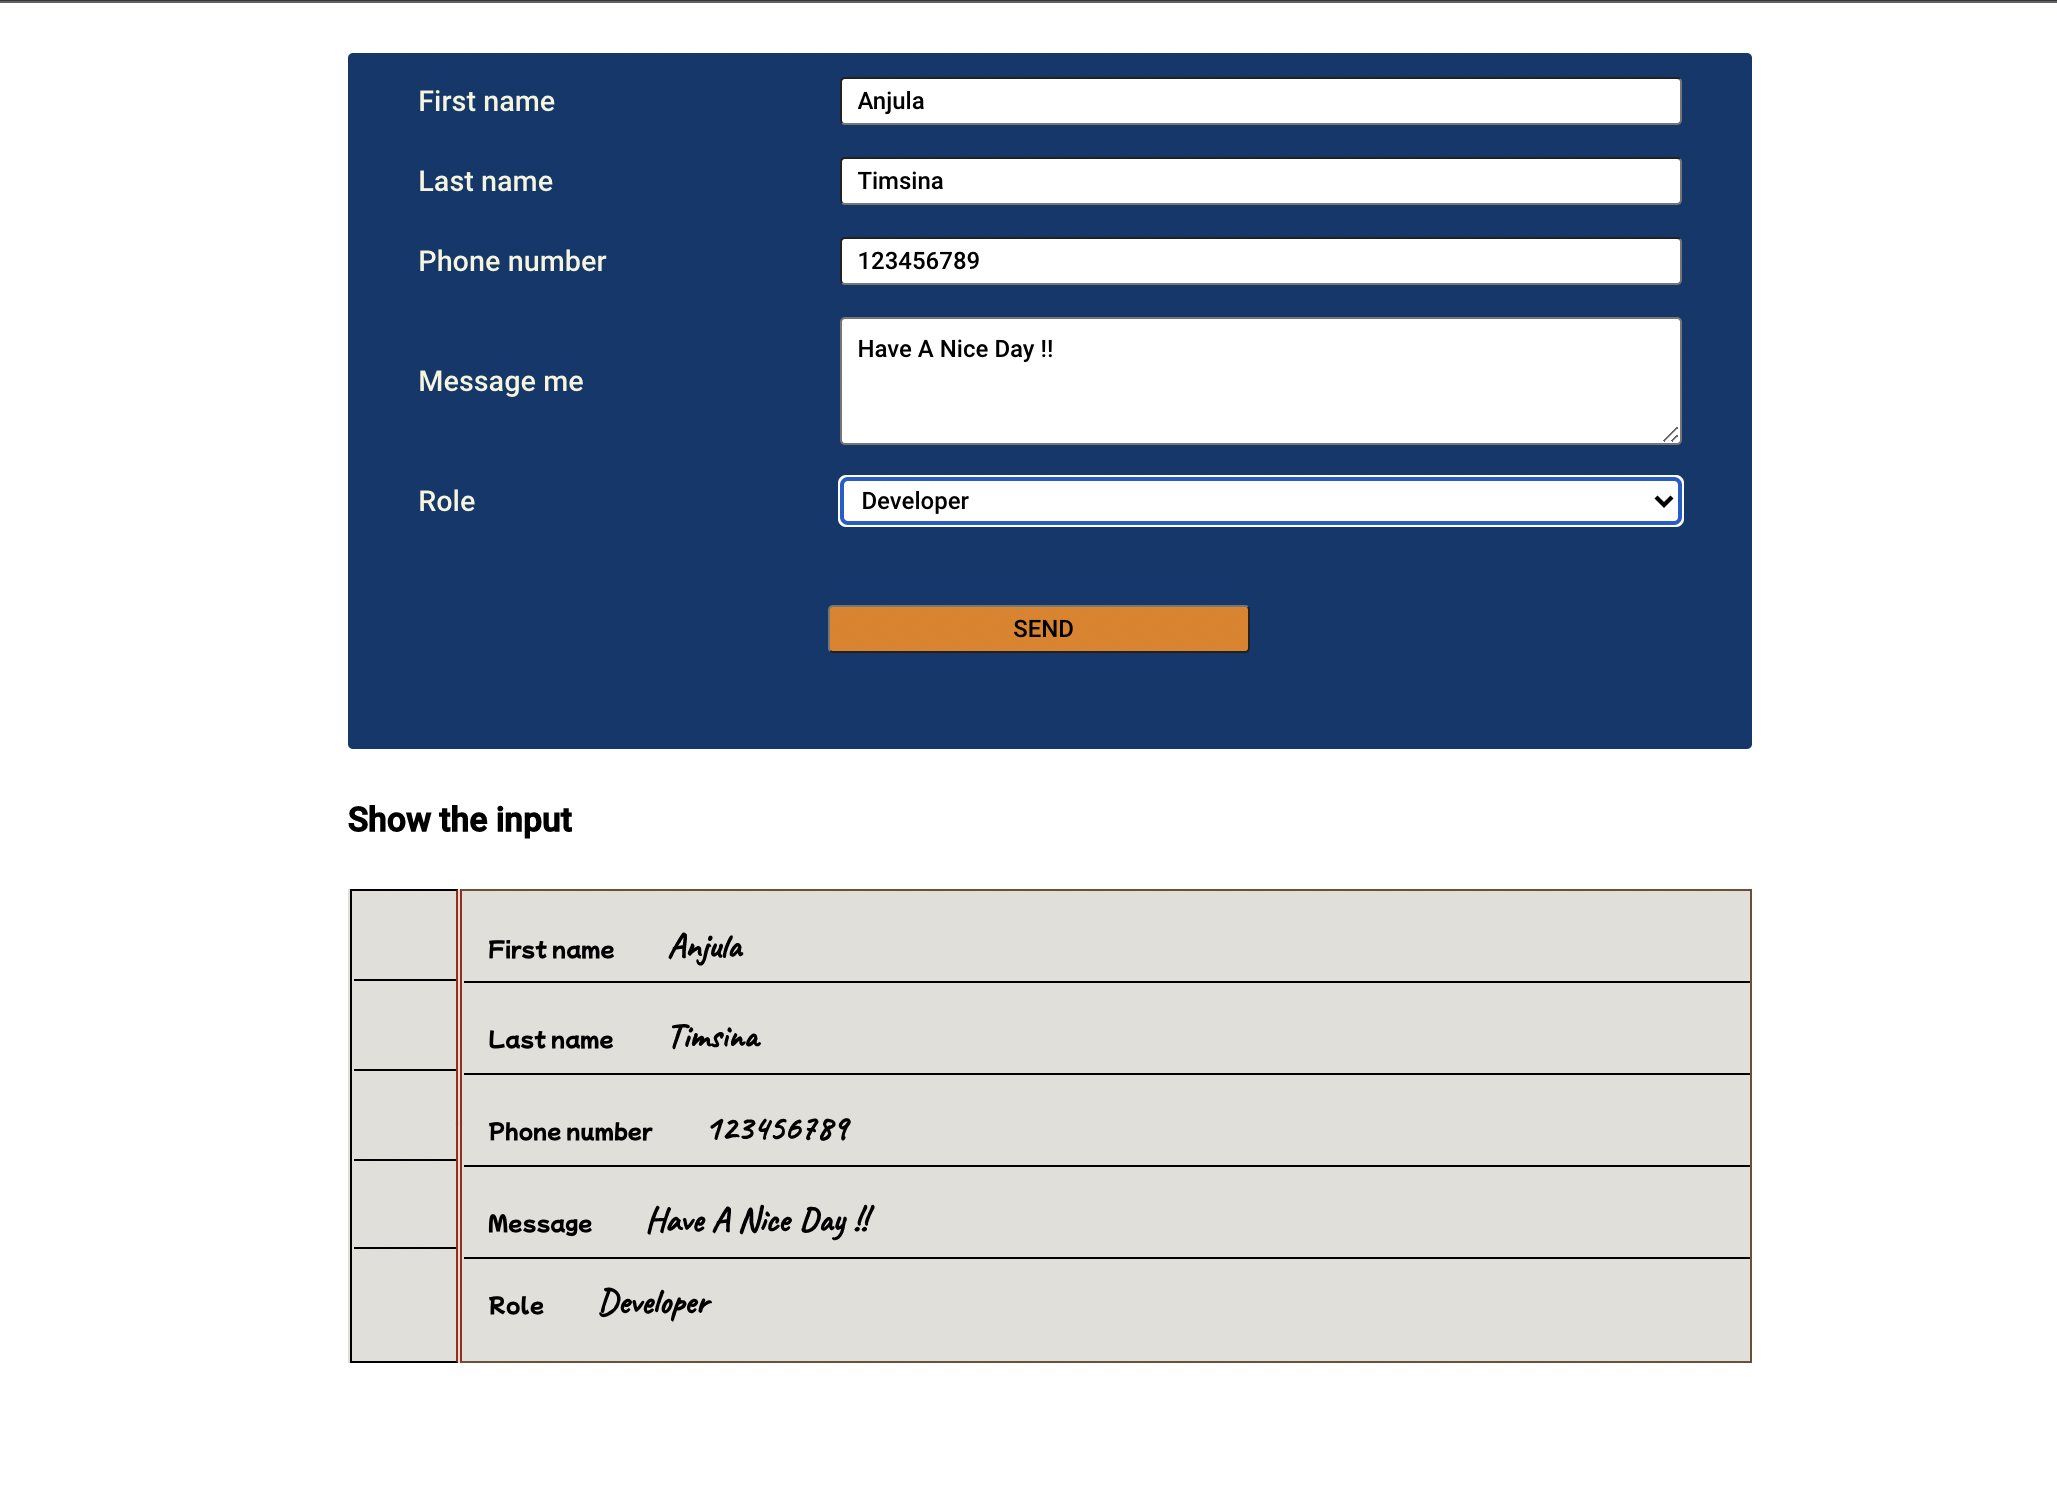 First name Anjula
Last name Timsina
Phone number 123456789
Message me Have A Nice Day !!
Role Developer
SEND
Show the input
First name Anjula
Last name Timsina
Phone number 123456789
Message Have A Nice Day !!
Role Developer